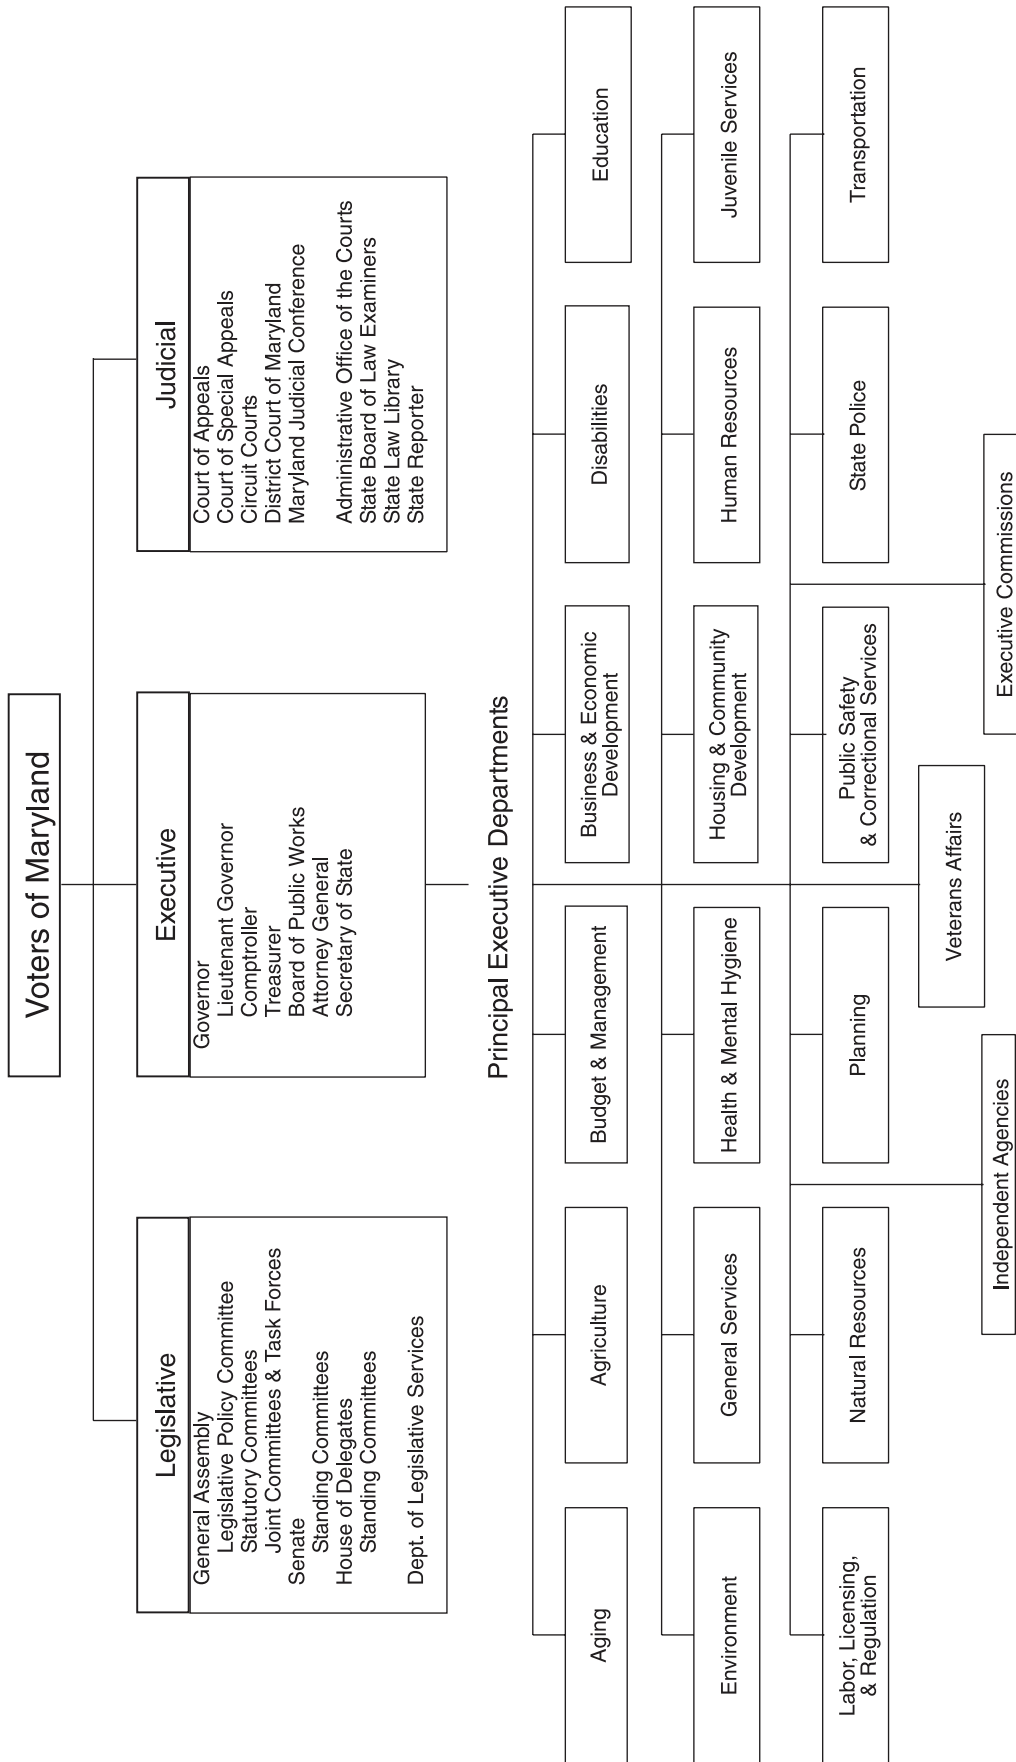 Voters of Maryland
Legislative
General Assembly
Legislative Policy Committee
Statutory Committees
Joint Committees & Task Forces
Senate
Standing Committees
House of Delegates
Standing Committees
Dept. of Legislative Services
Executive
Governor
Lieutenant Governor
Comptroller
Treasurer
Board of Public Works
Attorney General
Secretary of State
Judicial
Court of Appeals
Court of Special Appeals
Circuit Courts
District Court of Maryland
Maryland Judicial Conference
Administrative Office of the Courts
State Board of Law Examiners
State Law Library
State Reporter
Principal Executive Departments
Aging
Agriculture
Budget & Management
Business & Economic
Development
Disabilities
Education
Environment
General Services
Health & Mental Hygiene
Housing & Community
Development
Human Resources
Juvenile Services
Labor, Licensing,
& Regulation
Natural Resources
Planning
Public Safety
& Correctional Services
State Police
Transportation
Veterans Affairs
Independent Agencies
Executive Commissions